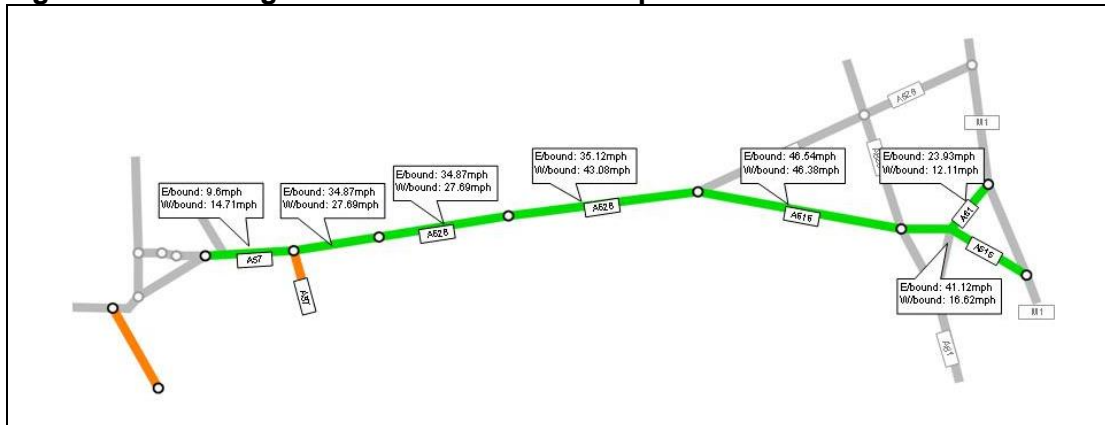 E/bound: 9.6mph
W/bound: 14.71mph
E/bound: 34.87mph
W/bound: 27.69mph
E/bound: 34.87mph
W/bound: 27.69mph
E/bound: 35.12mph
W/bound: 43.08mph
E/bound: 46.54mph
W/bound: 46.38mph
E/bound: 23.93mph
W/bound: 12.11mph
E/bound: 41.12mph
W/bound: 16.62mph
A57
A57
A628
A628
A616
A61
A616
A628
M1
M1
A61